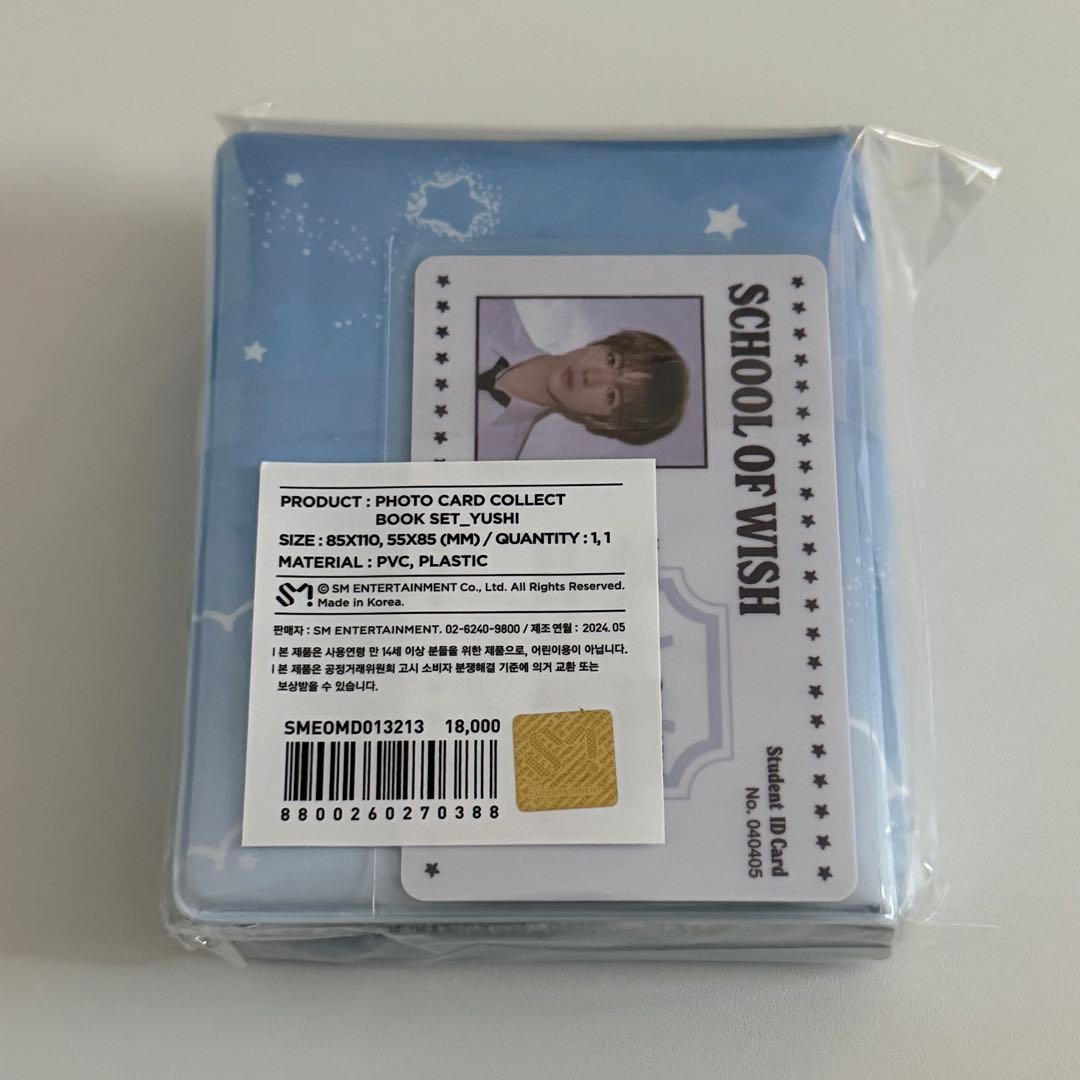 SCHOOL OF WISH
Student ID Card
No. 040405
PRODUCT : PHOTO CARD COLLECT
BOOK SET_YUSHI
SIZE : 85X110, 55X85 (MM) / QUANTITY : 1, 1
MATERIAL : PVC, PLASTIC
SM
© SM ENTERTAINMENT Co., Ltd. All Rights Reserved.
Made in Korea.
판매자 : SM ENTERTAINMENT. 02-6240-9800 / 제조연월 : 2024.05
본 제품은 사용연령 만 14세 이상 분들을 위한 제품으로, 어린이용이 아닙니다.
본 제품은 공정거래위원회 고시 소비자 분쟁해결 기준에 의거 교환 또는
보상받을 수 있습니다.
SMEOMD013213 18,000
8800260270388
ENTERTAINMENT